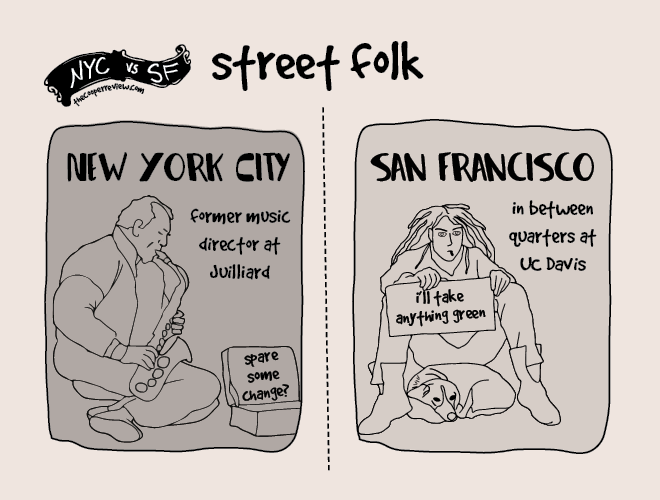 NYC vs SF
thecooperreview.com
street folk
NEW YORK CITY
former music
director at
Juilliard
spare
some
change?
SAN FRANCISCO
in between
quarters at
UC Davis
i'll take
anything green